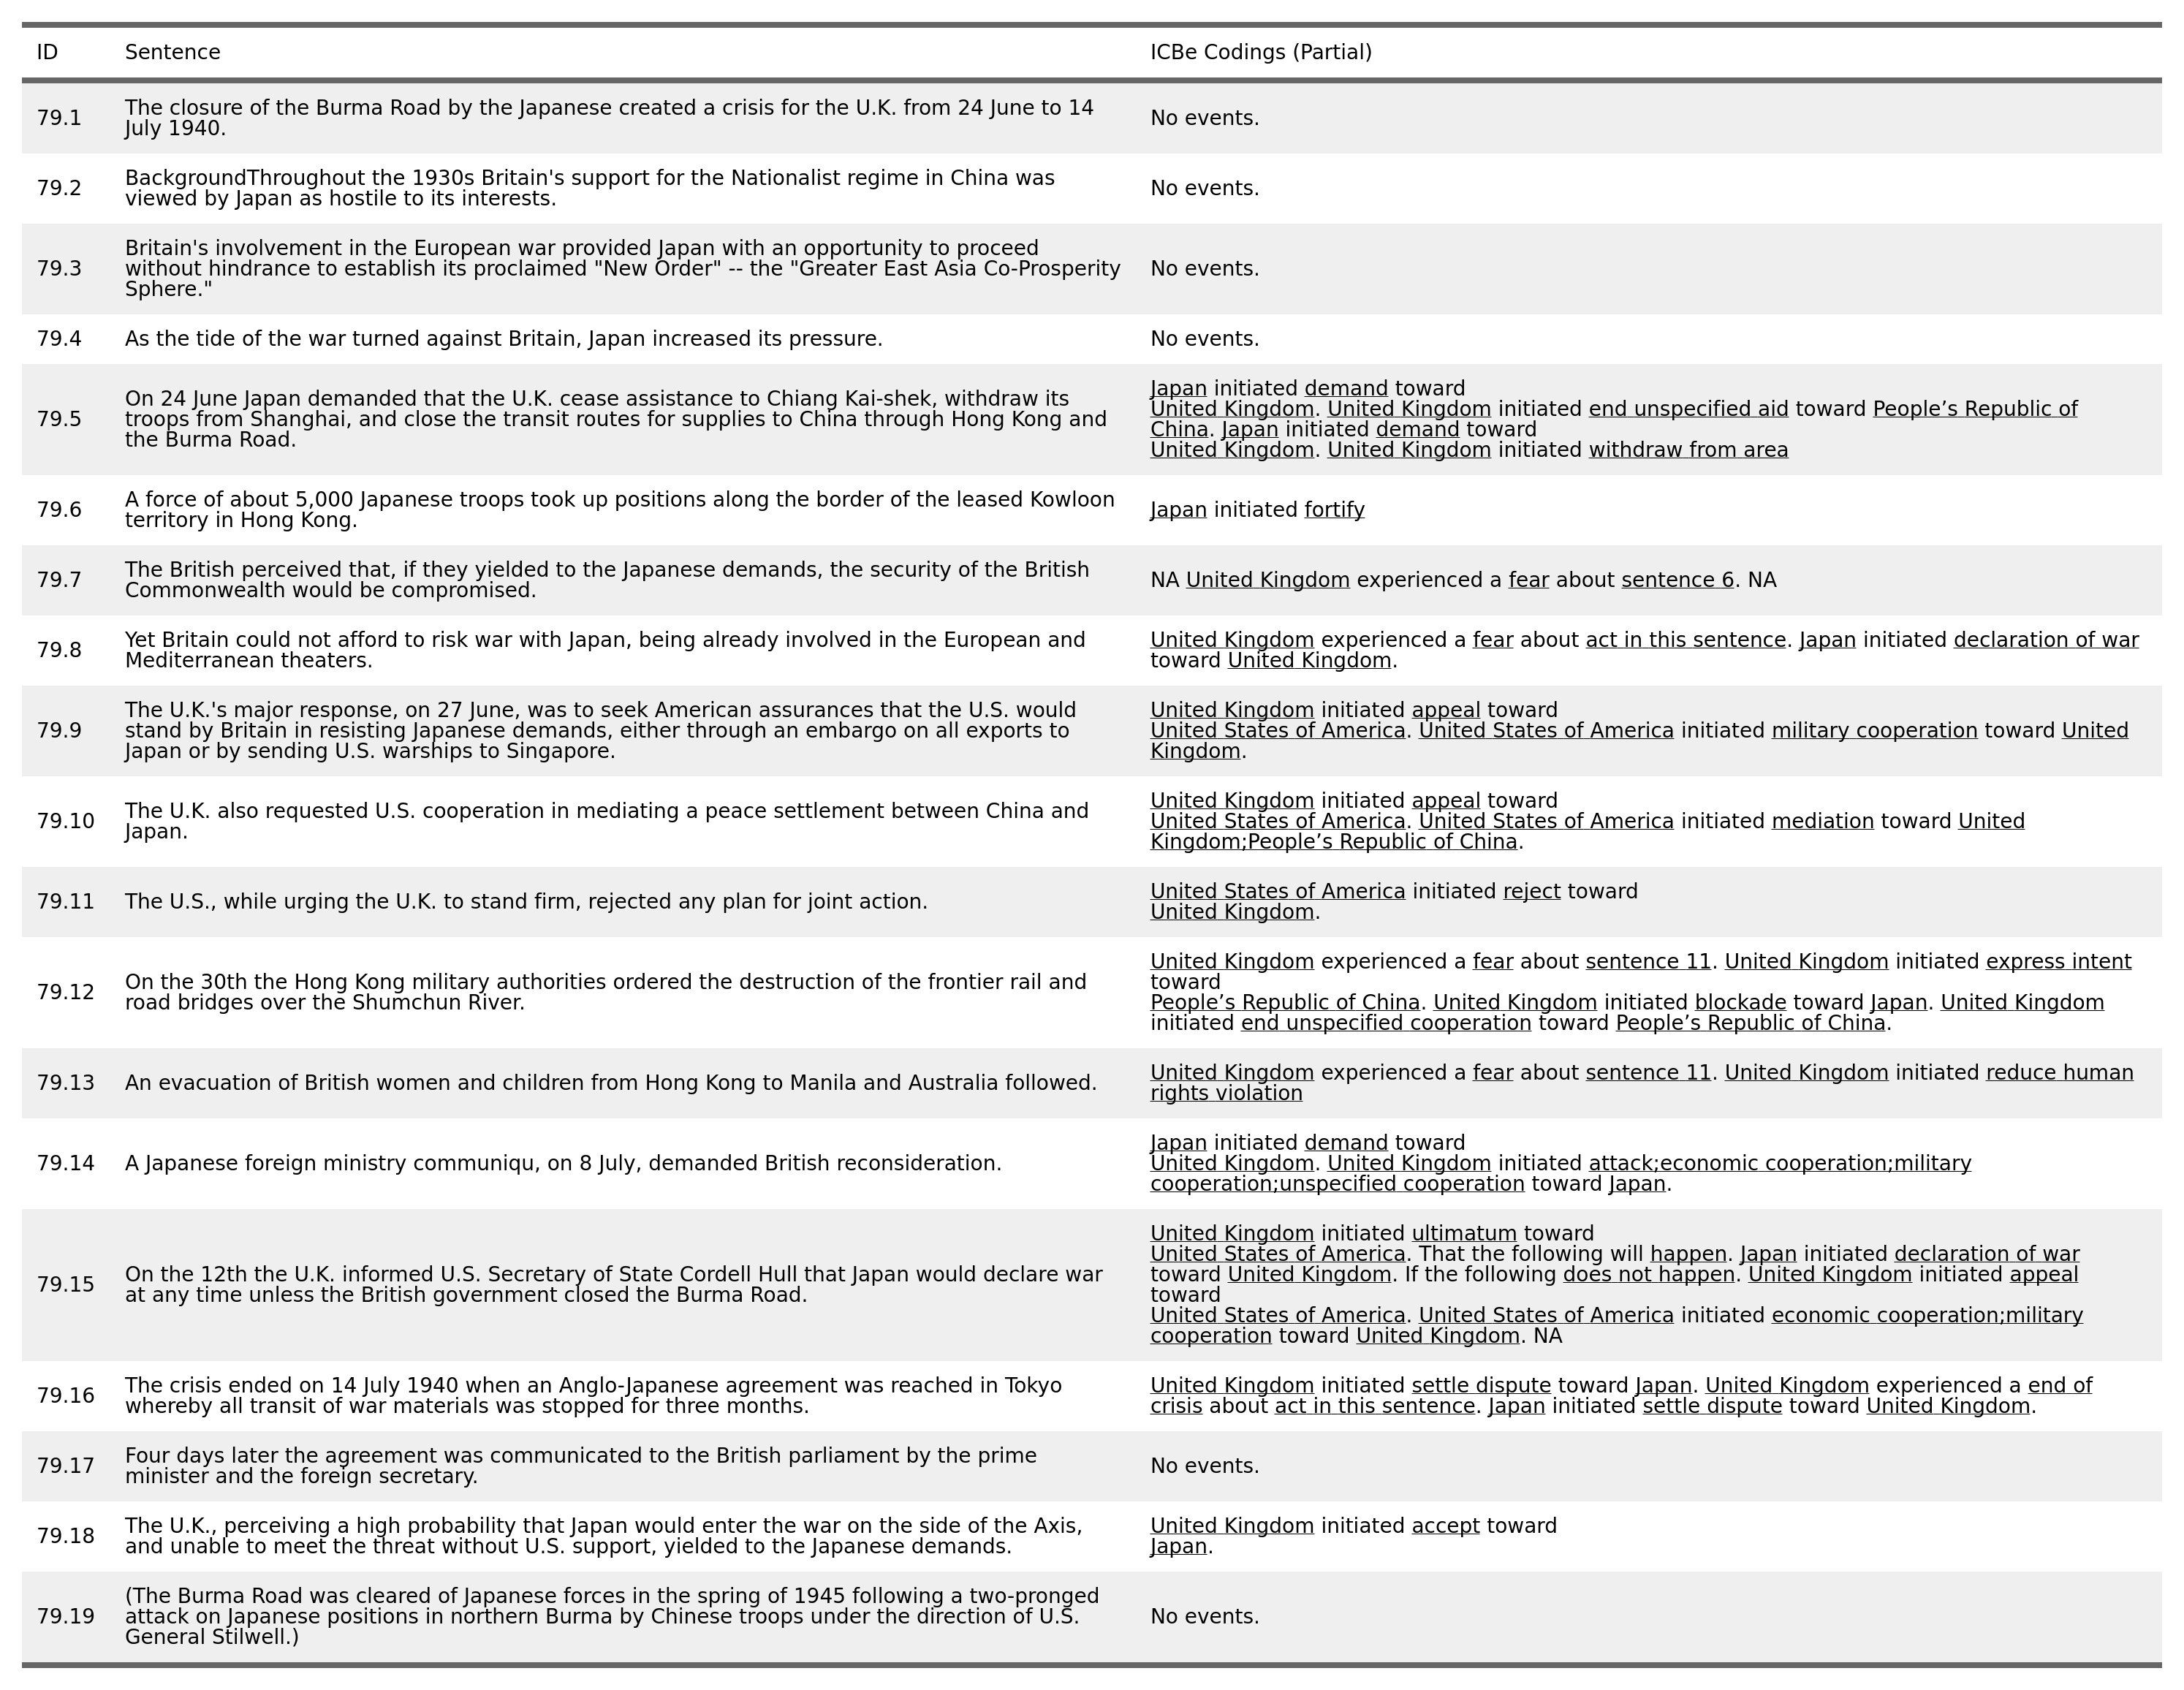 ID Sentence ICBe Codings (Partial)
79.1 The closure of the Burma Road by the Japanese created a crisis for the U.K. from 24 June to 14
July 1940.
No events.
79.2 BackgroundThroughout the 1930s Britain's support for the Nationalist regime in China was
viewed by Japan as hostile to its interests.
No events.
79.3 Britain's involvement in the European war provided Japan with an opportunity to proceed
without hindrance to establish its proclaimed "New Order" -- the "Greater East Asia Co-Prosperity
Sphere."
No events.
79.4 As the tide of the war turned against Britain, Japan increased its pressure.
No events.
79.5 On 24 June Japan demanded that the U.K. cease assistance to Chiang Kai-shek, withdraw its
troops from Shanghai, and close the transit routes for supplies to China through Hong Kong and
the Burma Road.
Japan initiated demand toward
United Kingdom. United Kingdom initiated end unspecified aid toward People’s Republic of
China. Japan initiated demand toward
United Kingdom. United Kingdom initiated withdraw from area
79.6 A force of about 5,000 Japanese troops took up positions along the border of the leased Kowloon
territory in Hong Kong.
Japan initiated fortify
79.7 The British perceived that, if they yielded to the Japanese demands, the security of the British
Commonwealth would be compromised.
NA United Kingdom experienced a fear about sentence 6. NA
79.8 Yet Britain could not afford to risk war with Japan, being already involved in the European and
Mediterranean theaters.
United Kingdom experienced a fear about act in this sentence. Japan initiated declaration of war
toward United Kingdom.
79.9 The U.K.'s major response, on 27 June, was to seek American assurances that the U.S. would
stand by Britain in resisting Japanese demands, either through an embargo on all exports to
Japan or by sending U.S. warships to Singapore.
United Kingdom initiated appeal toward
United States of America. United States of America initiated military cooperation toward United
Kingdom.
79.10 The U.K. also requested U.S. cooperation in mediating a peace settlement between China and
Japan.
United Kingdom initiated appeal toward
United States of America. United States of America initiated mediation toward United
Kingdom;People’s Republic of China.
79.11 The U.S., while urging the U.K. to stand firm, rejected any plan for joint action.
United States of America initiated reject toward
United Kingdom.
79.12 On the 30th the Hong Kong military authorities ordered the destruction of the frontier rail and
road bridges over the Shumchun River.
United Kingdom experienced a fear about sentence 11. United Kingdom initiated express intent
toward
People’s Republic of China. United Kingdom initiated blockade toward Japan. United Kingdom
initiated end unspecified cooperation toward People’s Republic of China.
79.13 An evacuation of British women and children from Hong Kong to Manila and Australia followed.
United Kingdom experienced a fear about sentence 11. United Kingdom initiated reduce human
rights violation
79.14 A Japanese foreign ministry communiqu, on 8 July, demanded British reconsideration.
Japan initiated demand toward
United Kingdom. United Kingdom initiated attack;economic cooperation;military
cooperation;unspecified cooperation toward Japan.
79.15 On the 12th the U.K. informed U.S. Secretary of State Cordell Hull that Japan would declare war
at any time unless the British government closed the Burma Road.
United Kingdom initiated ultimatum toward
United States of America. That the following will happen. Japan initiated declaration of war
toward United Kingdom. If the following does not happen. United Kingdom initiated appeal
toward
United States of America. United States of America initiated economic cooperation;military
cooperation toward United Kingdom. NA
79.16 The crisis ended on 14 July 1940 when an Anglo-Japanese agreement was reached in Tokyo
whereby all transit of war materials was stopped for three months.
United Kingdom initiated settle dispute toward Japan. United Kingdom experienced a end of
crisis about act in this sentence. Japan initiated settle dispute toward United Kingdom.
79.17 Four days later the agreement was communicated to the British parliament by the prime
minister and the foreign secretary.
No events.
79.18 The U.K., perceiving a high probability that Japan would enter the war on the side of the Axis,
and unable to meet the threat without U.S. support, yielded to the Japanese demands.
United Kingdom initiated accept toward
Japan.
79.19 (The Burma Road was cleared of Japanese forces in the spring of 1945 following a two-pronged
attack on Japanese positions in northern Burma by Chinese troops under the direction of U.S.
General Stilwell.)
No events.